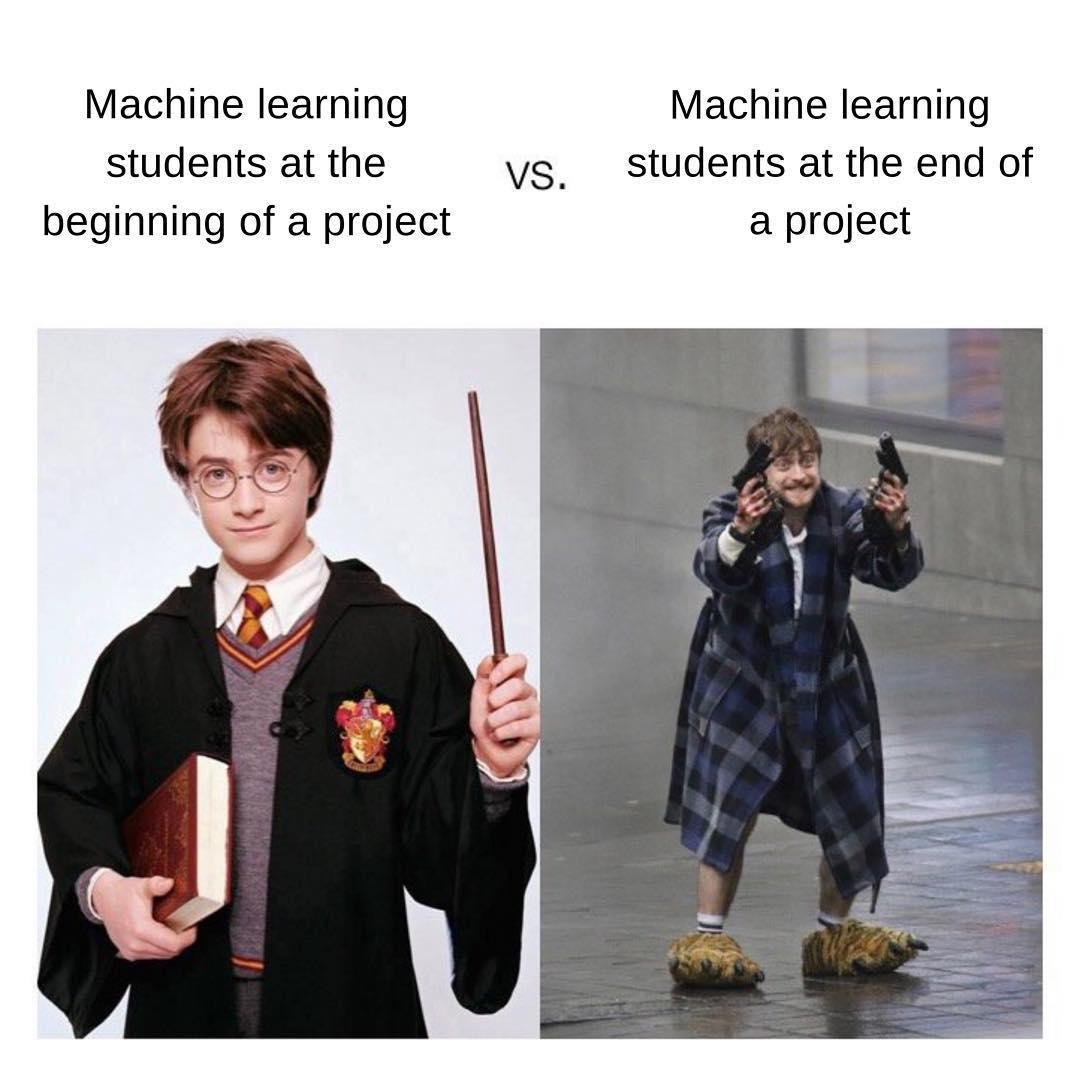 Machine learning
students at the
beginning of a project
vs.
Machine learning
students at the end of
a project